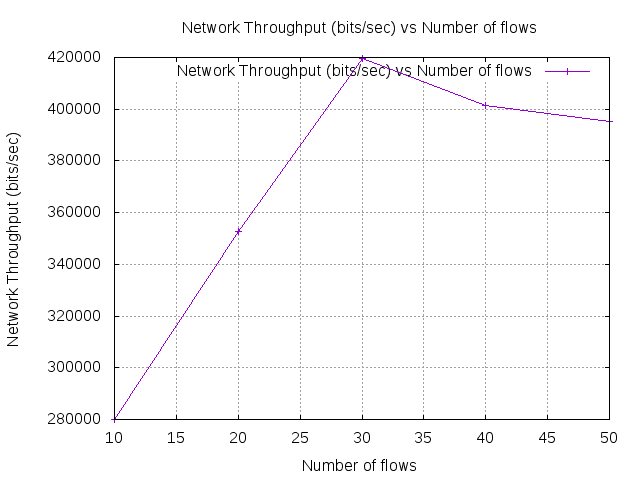 Network Throughput (bits/sec) vs Number of flows
Network Throughput (bits/sec) vs Number of flows
420000
400000
380000
360000
340000
320000
300000
280000
Network Throughput (bits/sec)
10 15 20 25 30 35 40 45 50
Number of flows